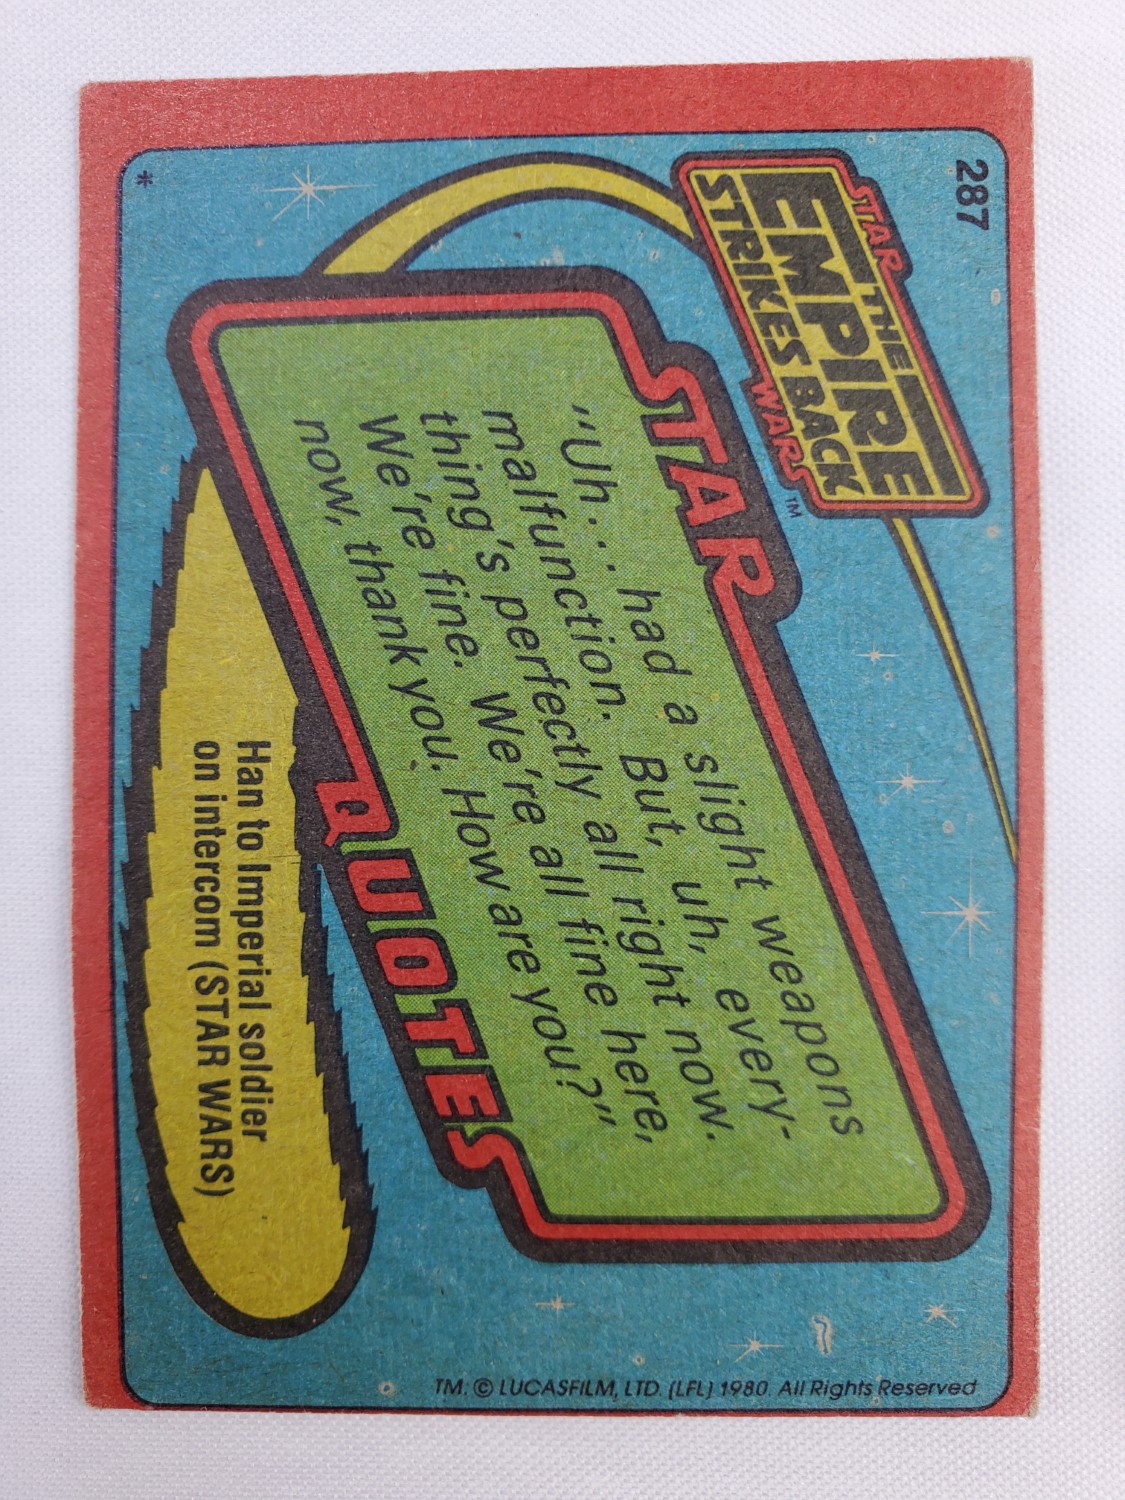 287
STAR
THE
EMPIRE
STRIKES BACK
WARS™
STAR
"Uh . . . had a slight weapons
malfunction. But, uh, every-
thing's perfectly all right now.
We're fine. We're all fine here,
now, thank you. How are you?"
QUOTES
Han to Imperial soldier
on intercom (STAR WARS)
*
TM: © LUCASFILM, LTD. (LFL) 1980. All Rights Reserved